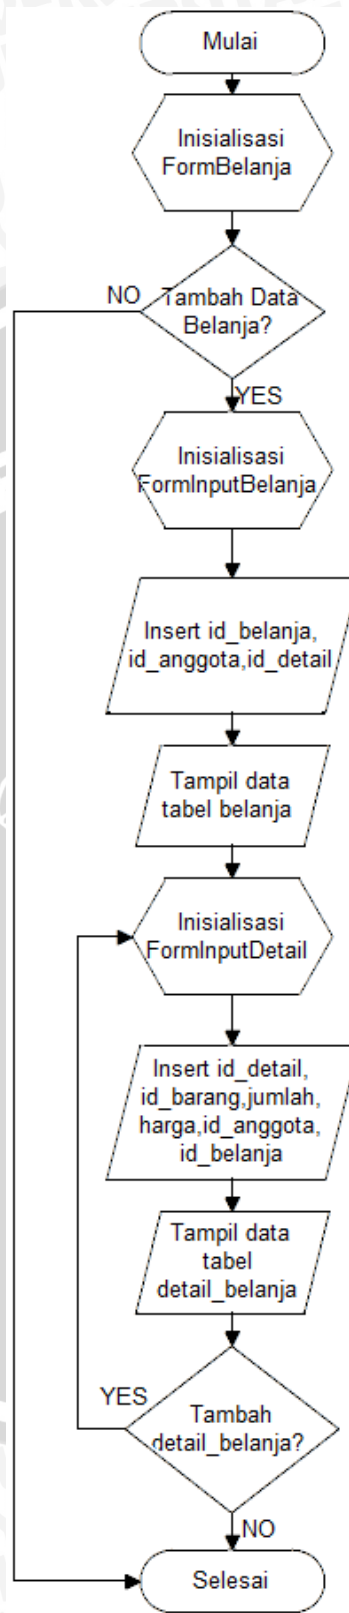 Mulai
Inisialisasi
FormBelanja
NO
Tambah Data
Belanja?
YES
Inisialisasi
FormInputBelanja
Insert id_belanja,
id_anggota,id_detail
Tampil data
tabel belanja
Inisialisasi
FormInputDetail
Insert id_detail,
id_barang,jumlah,
harga,id_anggota,
id_belanja
Tampil data
tabel
detail_belanja
YES
Tambah
detail_belanja?
NO
Selesai